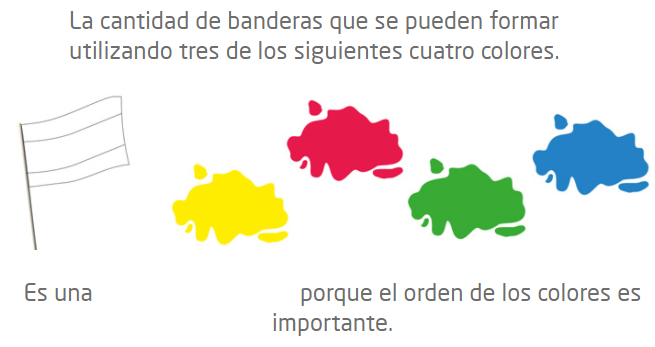 La cantidad de banderas que se pueden formar
utilizando tres de los siguientes cuatro colores.
Es una porque el orden de los colores es
importante.